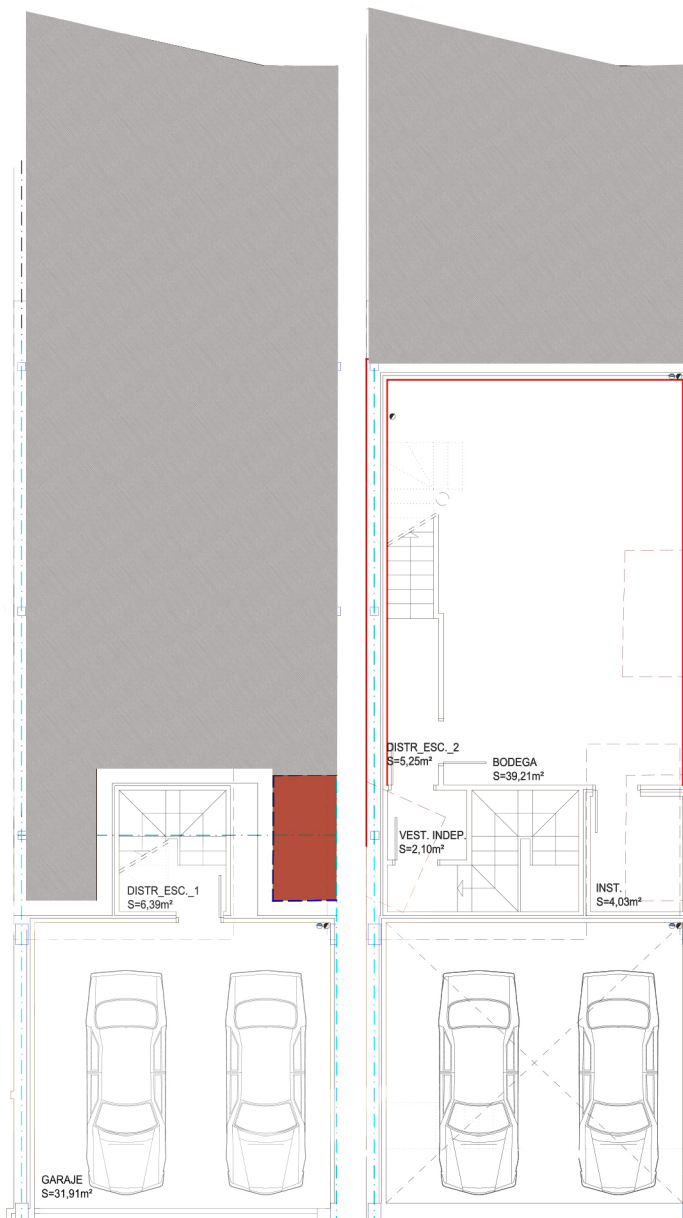 DISTR_ESC._2
S=5,25m²
BODEGA
S=39,21m²
VEST. INDEP.
S=2,10m²
DISTR_ESC._1
S=6,39m²
INST.
S=4,03m²
GARAJE
S=31,91m²